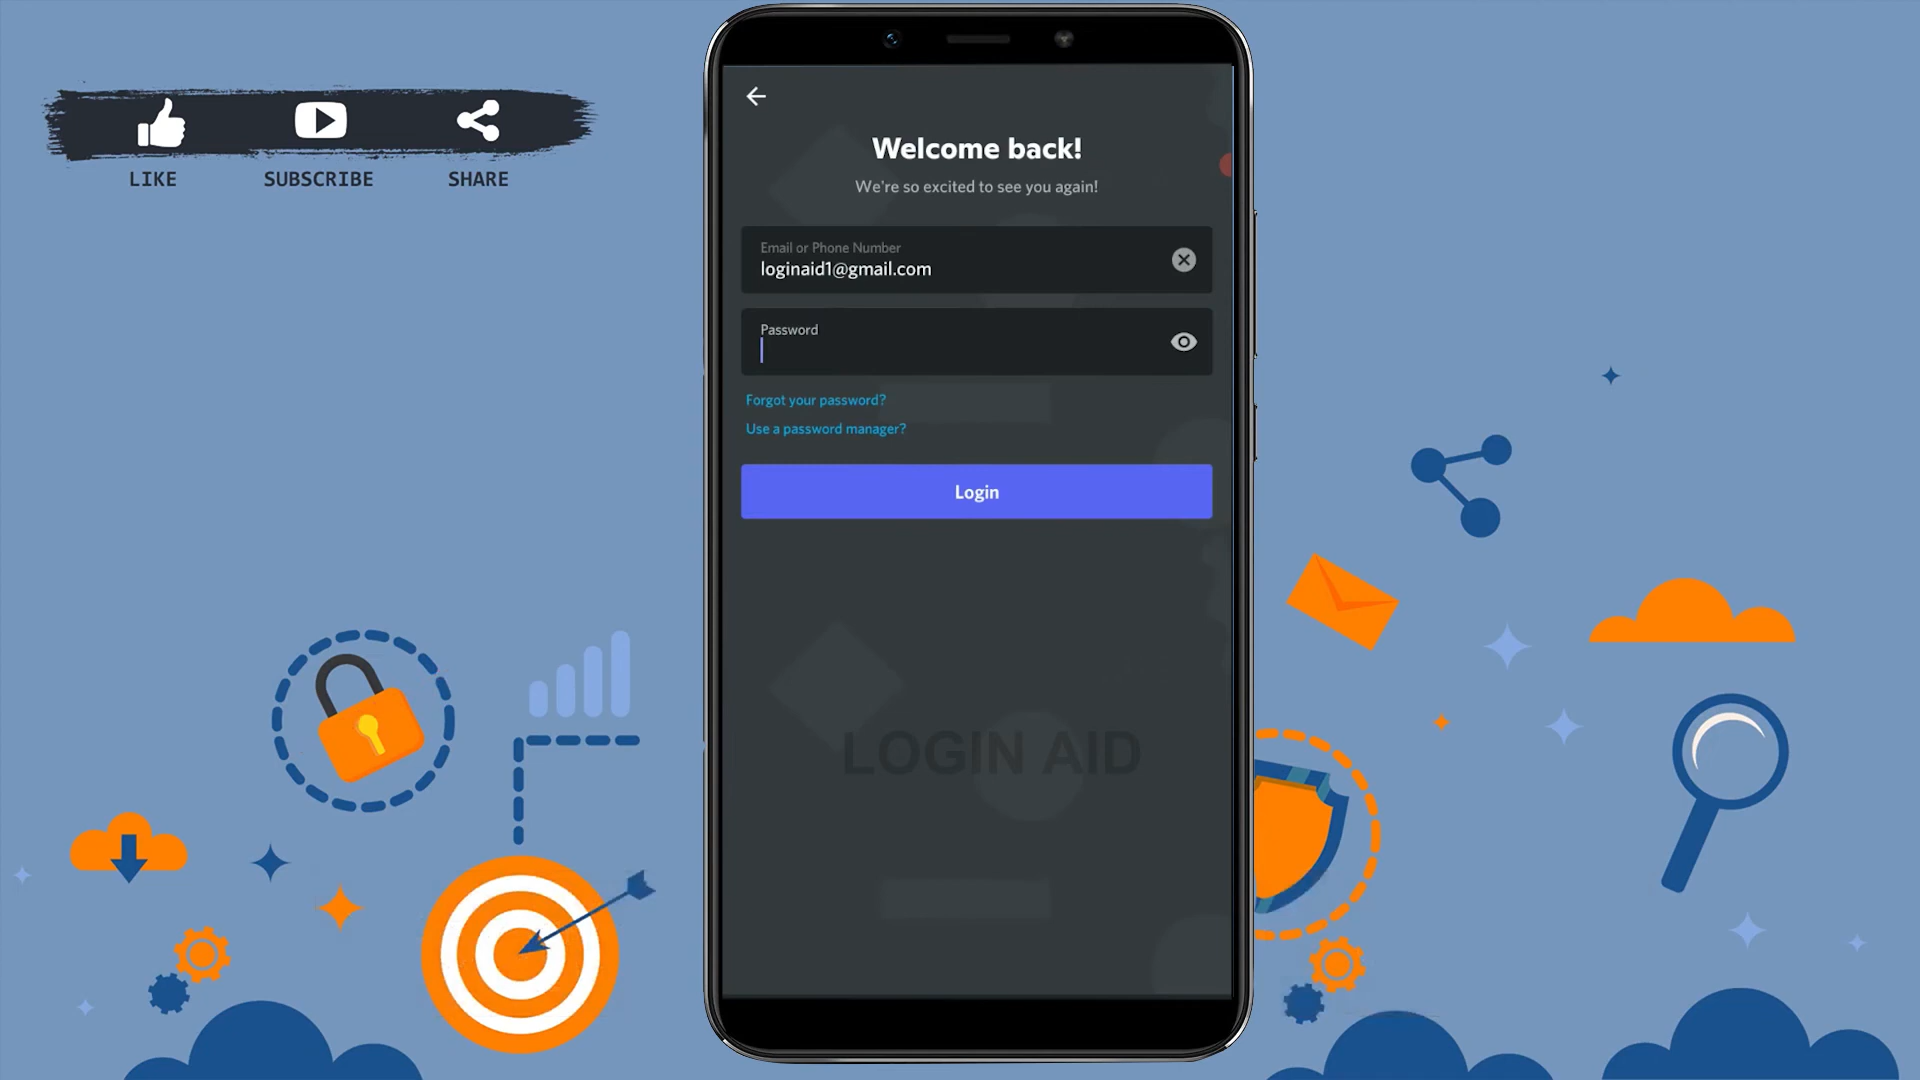 LIKE
SUBSCRIBE
SHARE
Welcome back!
We're so excited to see you again!
Email or Phone Number
loginaid1@gmail.com
Password
Forgot your password?
Use a password manager?
Login
LOGIN AID